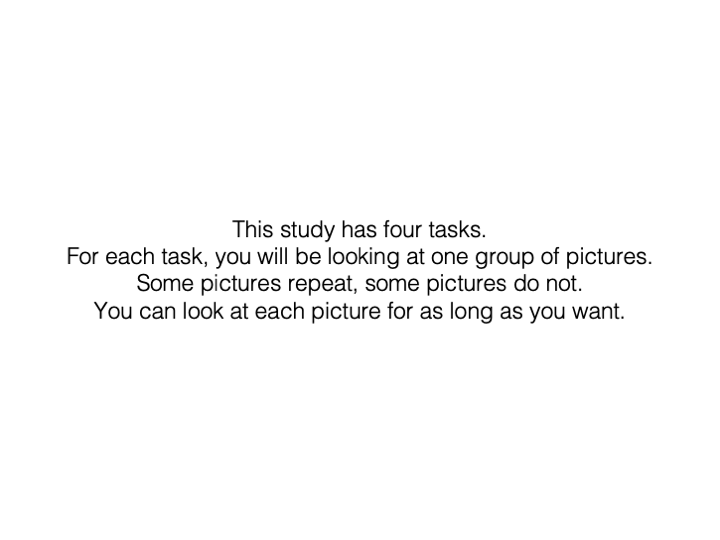 This study has four tasks.
For each task, you will be looking at one group of pictures.
Some pictures repeat, some pictures do not.
You can look at each picture for as long as you want.